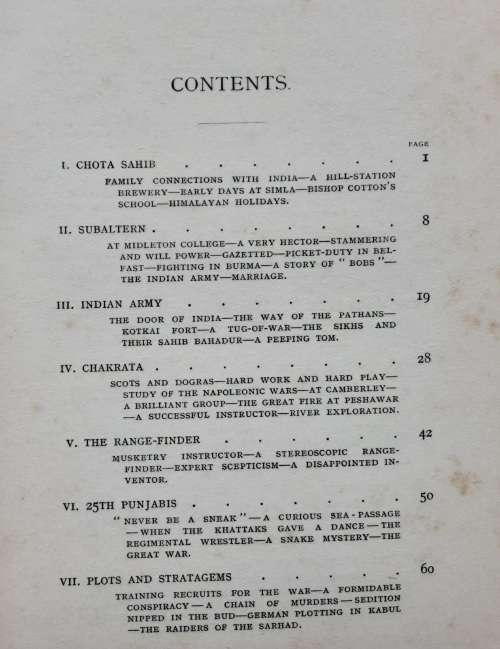 CONTENTS.
PAGE
I. CHOTA SAHIB . . . . . . . 1
FAMILY CONNECTIONS WITH INDIA—A HILL-STATION
BREWERY—EARLY DAYS AT SIMLA—BISHOP COTTON'S
SCHOOL—HIMALAYAN HOLIDAYS.
II. SUBALTERN . . . . . . . . 8
AT MIDLETON COLLEGE—A VERY HECTOR—STAMMERING
AND WILL POWER—GAZETTED—PICKET-DUTY IN BEL-
FAST—FIGHTING IN BURMA—A STORY OF "BOBS"—
THE INDIAN ARMY—MARRIAGE.
III. INDIAN ARMY . . . . . . . 19
THE DOOR OF INDIA—THE WAY OF THE PATHANS—
KOTKAI FORT—A TUG-OF-WAR—THE SIKHS AND
THEIR SAHIB BAHADUR—A PEEPING TOM.
IV. CHAKRATA . . . . . . . . 28
SCOTS AND DOGRAS—HARD WORK AND HARD PLAY—
STUDY OF THE NAPOLEONIC WARS—AT CAMBERLEY—
A BRILLIANT GROUP—THE GREAT FIRE AT PESHAWAR
—A SUCCESSFUL INSTRUCTOR—RIVER EXPLORATION.
V. THE RANGE-FINDER . . . . . . 42
MUSKETRY INSTRUCTOR—A STEREOSCOPIC RANGE-
FINDER—EXPERT SCEPTICISM—A DISAPPOINTED IN-
VENTOR.
VI. 25TH PUNJABIS . . . . . . . 50
"NEVER BE A SNEAK"—A CURIOUS SEA-PASSAGE
—WHEN THE KHATTAKS GAVE A DANCE—THE
REGIMENTAL WRESTLER—A SNAKE MYSTERY—THE
GREAT WAR.
VII. PLOTS AND STRATAGEMS . . . . . 60
TRAINING RECRUITS FOR THE WAR—A FORMIDABLE
CONSPIRACY—A CHAIN OF MURDERS—SEDITION
NIPPED IN THE BUD—GERMAN PLOTTING IN KABUL
—THE RAIDERS OF THE SARHAD.